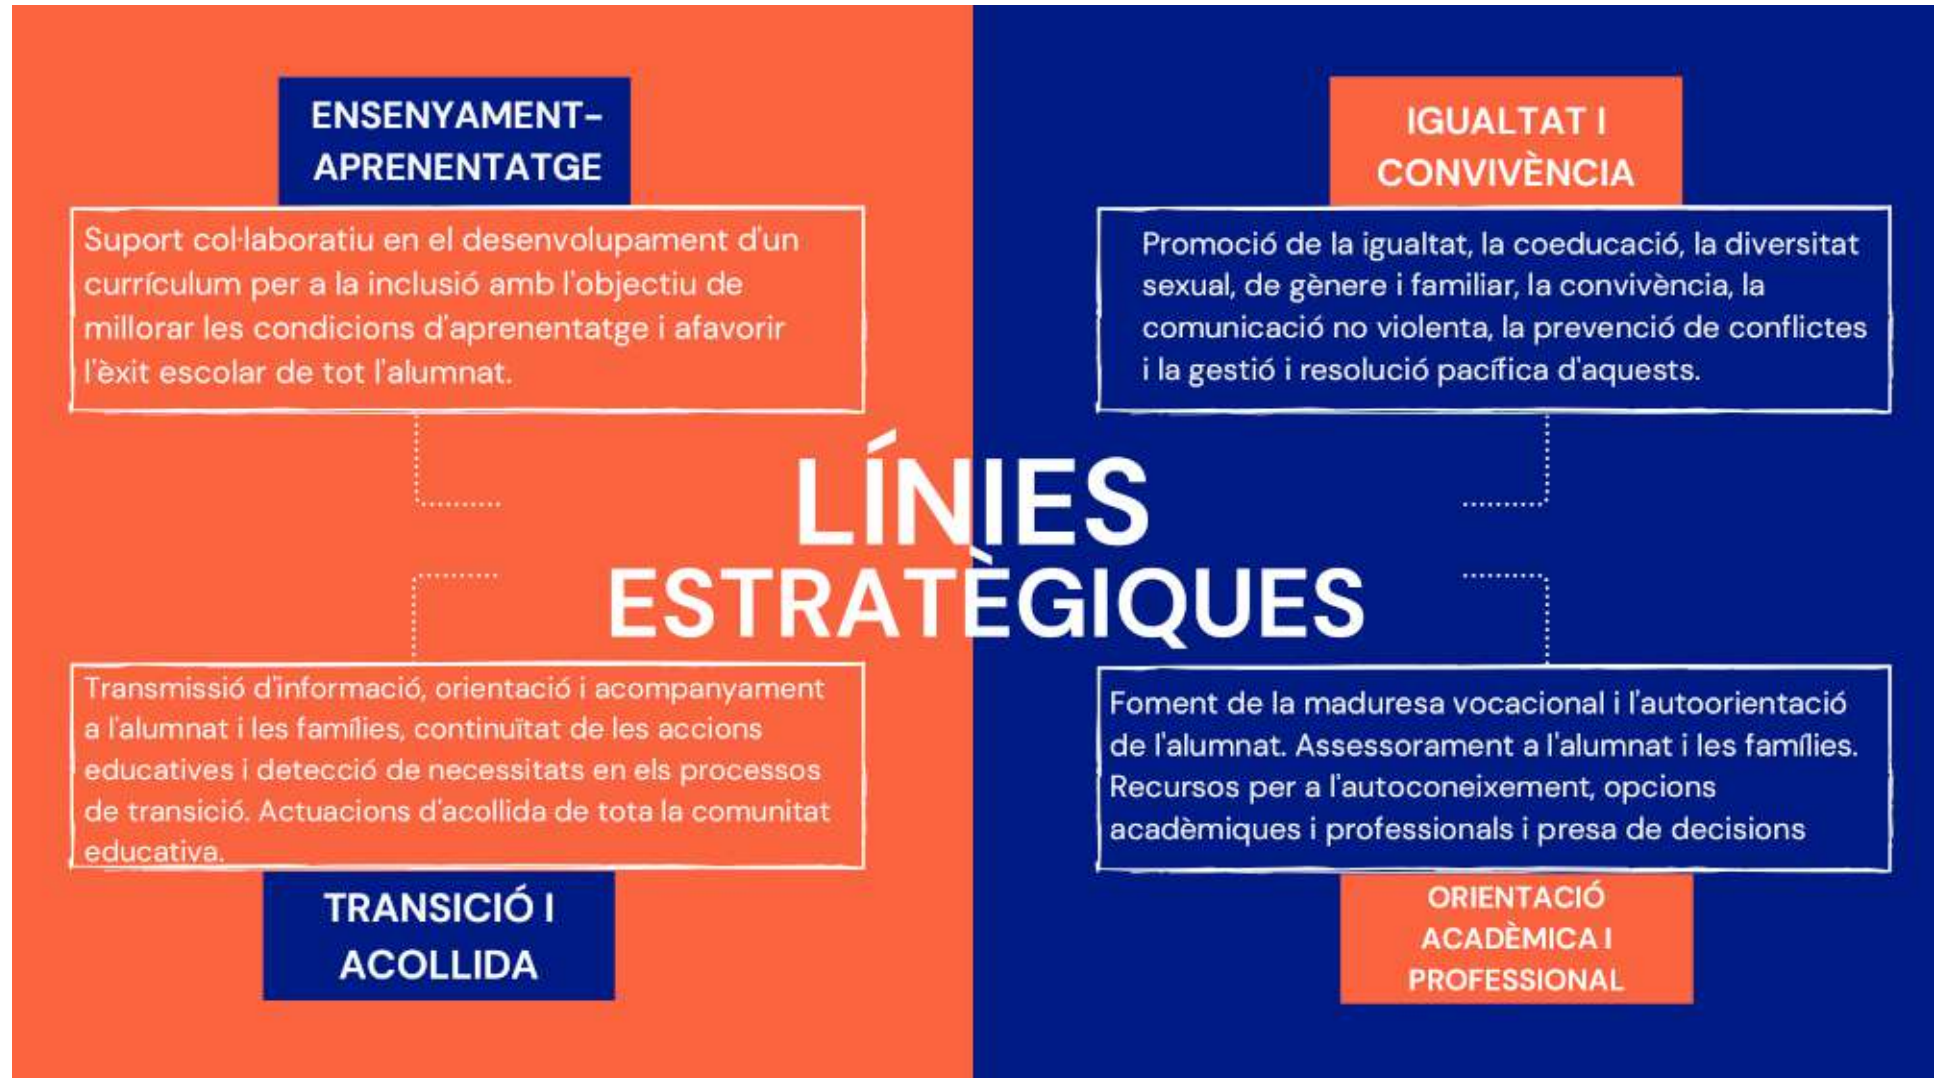 ENSENYAMENT-
APRENENTATGE
Suport col·laboratiu en el desenvolupament d'un
currículum per a la inclusió amb l'objectiu de
millorar les condicions d'aprenentatge i afavorir
l'èxit escolar de tot l'alumnat.
IGUALTAT I
CONVIVÈNCIA
Promoció de la igualtat, la coeducació, la diversitat
sexual, de gènere i familiar, la convivència, la
comunicació no violenta, la prevenció de conflictes
i la gestió i resolució pacífica d'aquests.
LÍNIES
ESTRATÈGIQUES
Transmissió d'informació, orientació i acompanyament
a l'alumnat i les famílies, continuïtat de les accions
educatives i detecció de necessitats en els processos
de transició. Actuacions d'acollida de tota la comunitat
educativa.
TRANSICIÓ I
ACOLLIDA
Foment de la maduresa vocacional i l'autoorientació
de l'alumnat. Assessorament a l'alumnat i les famílies.
Recursos per a l'autoconeixement, opcions
acadèmiques i professionals i presa de decisions
ORIENTACIÓ
ACADÈMICA I
PROFESSIONAL